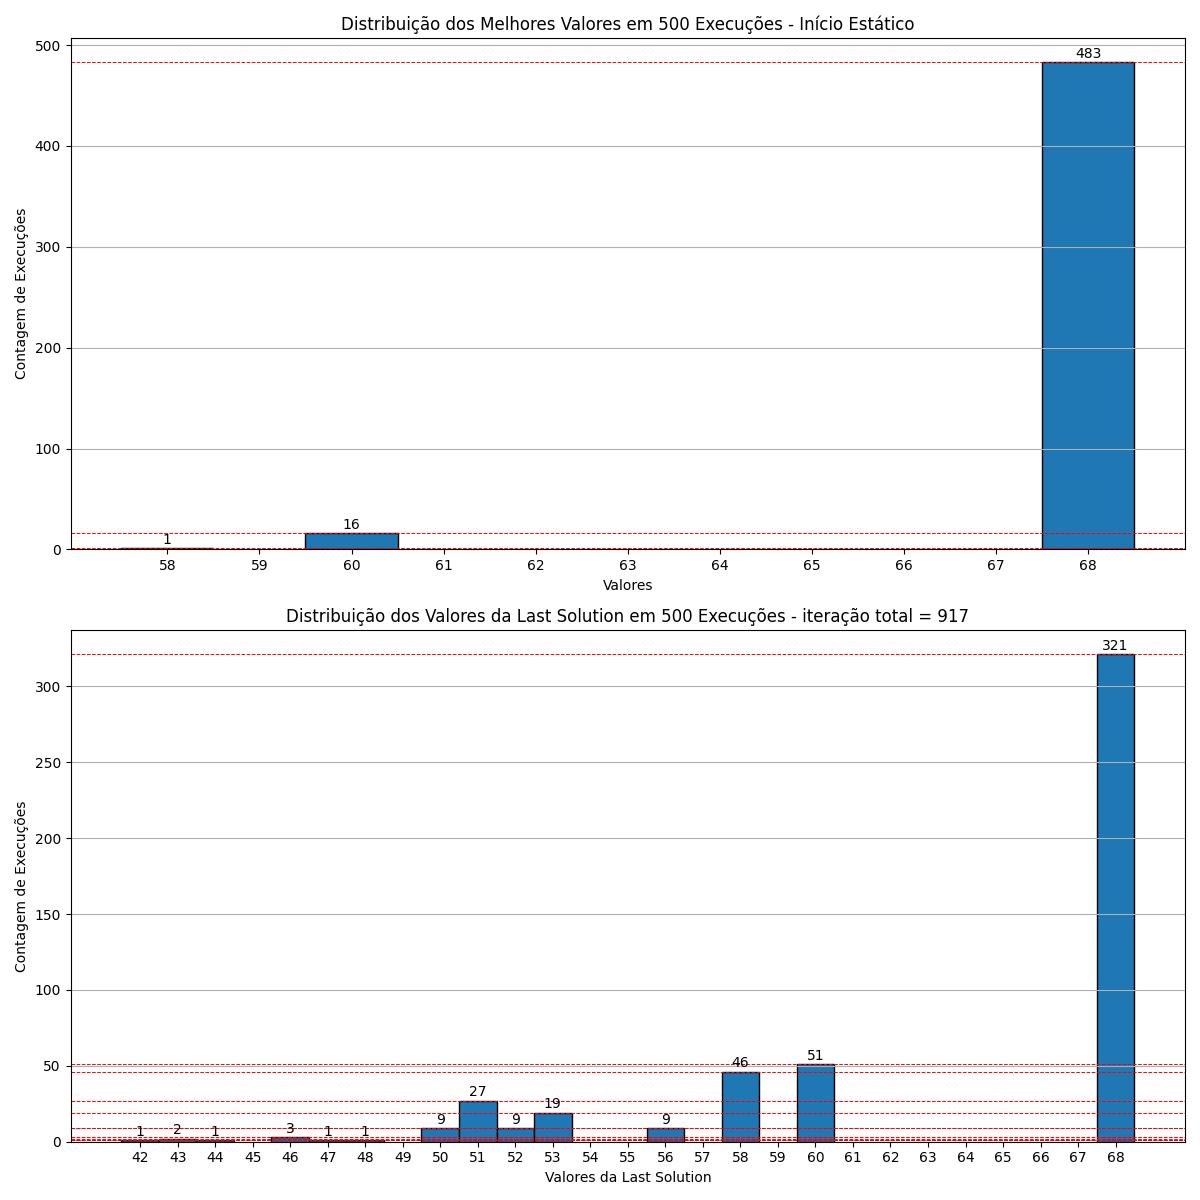 Distribuição dos Melhores Valores em 500 Execuções - Início Estático
Contagem de Execuções
500
400
300
200
100
0
1
16
483
58 59 60 61 62 63 64 65 66 67 68
Valores
Distribuição dos Valores da Last Solution em 500 Execuções - iteração total = 917
Contagem de Execuções
300
250
200
150
100
50
0
1 2 1 3 1 1 9 27 9 19 9 46 51 321
42 43 44 45 46 47 48 49 50 51 52 53 54 55 56 57 58 59 60 61 62 63 64 65 66 67 68
Valores da Last Solution